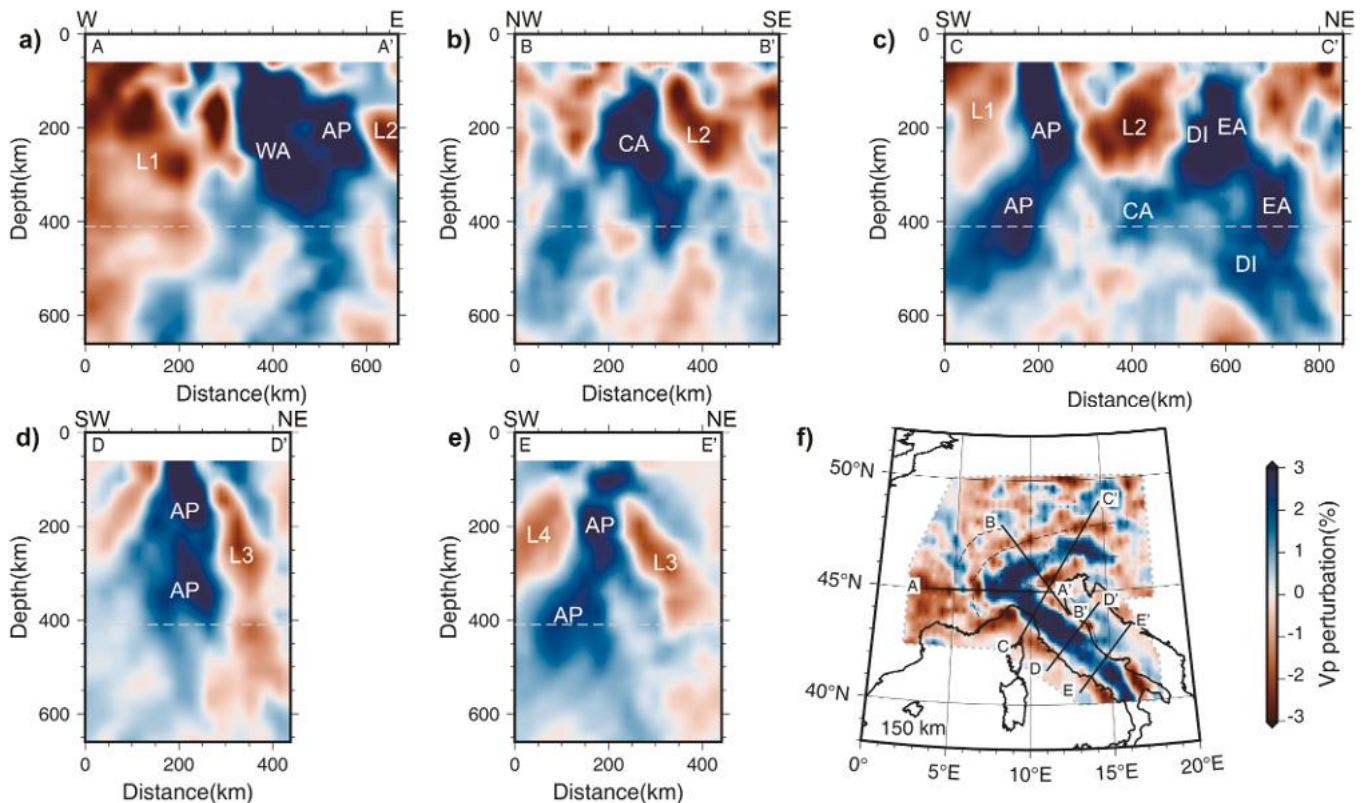 W E
a)
A A'
0
200
400
600
Depth(km)
L1
WA
AP
L2
0 200 400 600
Distance(km)
NW SE
b)
B B'
0
200
400
600
Depth(km)
CA
L2
0 200 400
Distance(km)
SW NE
c)
C C'
0
200
400
600
Depth(km)
L1
AP
L2
DI
EA
AP
CA
EA
DI
0 200 400 600 800
Distance(km)
SW NE
d)
D D'
0
200
400
600
Depth(km)
AP
L3
AP
0 200 400
Distance(km)
SW NE
e)
E E'
0
200
400
600
Depth(km)
L4
AP
L3
AP
0 200 400
Distance(km)
f)
50°N
45°N
40°N
C'
B
A
A'
D'
B'
E'
C
D
E
150 km
0° 5°E 10°E 15°E 20°E
3
2
1
0
-1
-2
-3
Vp perturbation(%)